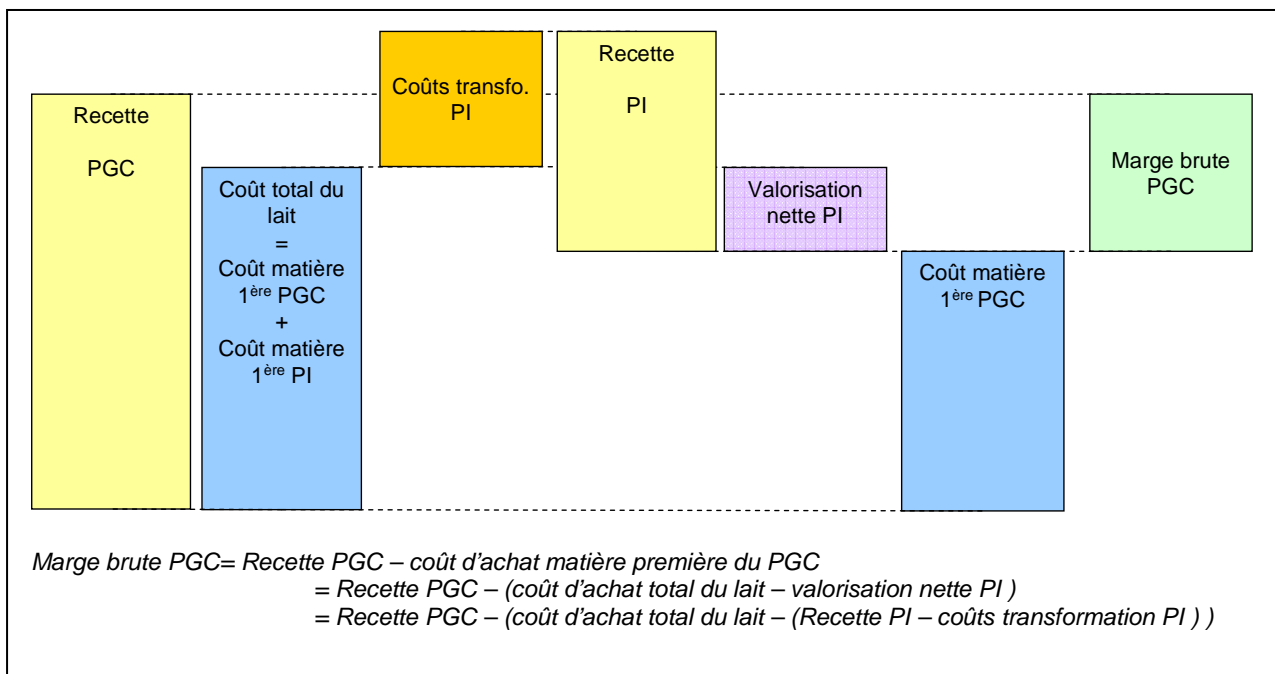 Recette
PGC
Coût total du
lait
=
Coût matière
1ère PGC
+
Coût matière
1ère PI
Coûts transfo.
PI
Recette
PI
Valorisation
nette PI
Coût matière
1ère PGC
Marge brute
PGC
Marge brute PGC= Recette PGC – coût d'achat matière première du PGC
= Recette PGC – (coût d'achat total du lait – valorisation nette PI )
= Recette PGC – (coût d'achat total du lait – (Recette PI – coûts transformation PI ) )